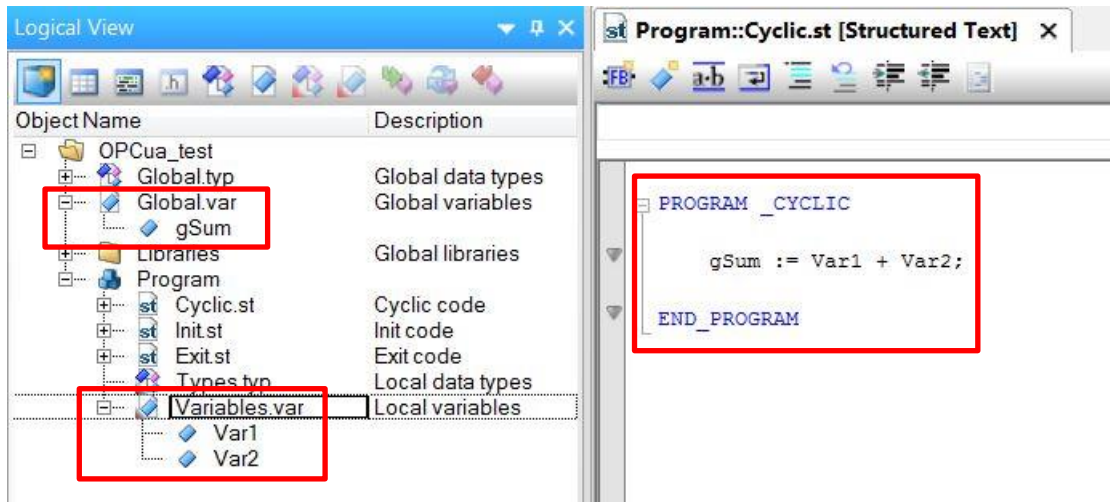 Logical View
Object Name Description
OPCua_test
Global.typ Global data types
Global.var Global variables
gSum
Libraries Global libraries
Program
Cyclic.st Cyclic code
Init.st Init code
Exit.st Exit code
Types.typ Local data types
Variables.var Local variables
Var1
Var2
st Program::Cyclic.st [Structured Text] X
FB a·b
PROGRAM _CYCLIC
gSum := Var1 + Var2;
END_PROGRAM